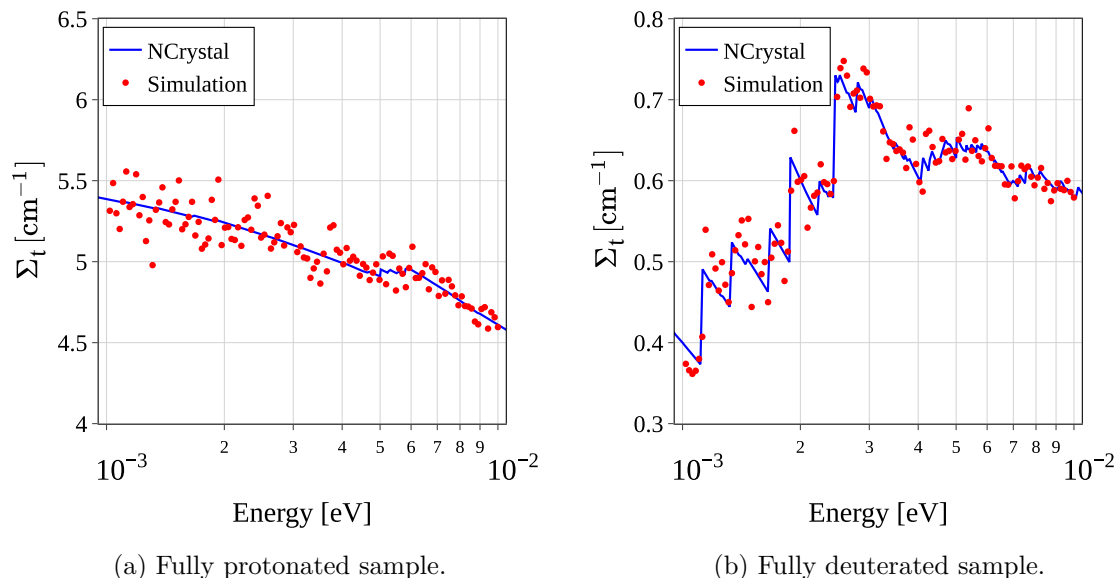 6.5
6
5.5
5
4.5
4
Σt [cm−1]
NCrystal
Simulation
2 3 4 5 6 7 8 9
10−3 10−2
Energy [eV]
(a) Fully protonated sample.
0.8
0.7
0.6
0.5
0.4
0.3
Σt [cm−1]
NCrystal
Simulation
2 3 4 5 6 7 8 9
10−3 10−2
Energy [eV]
(b) Fully deuterated sample.